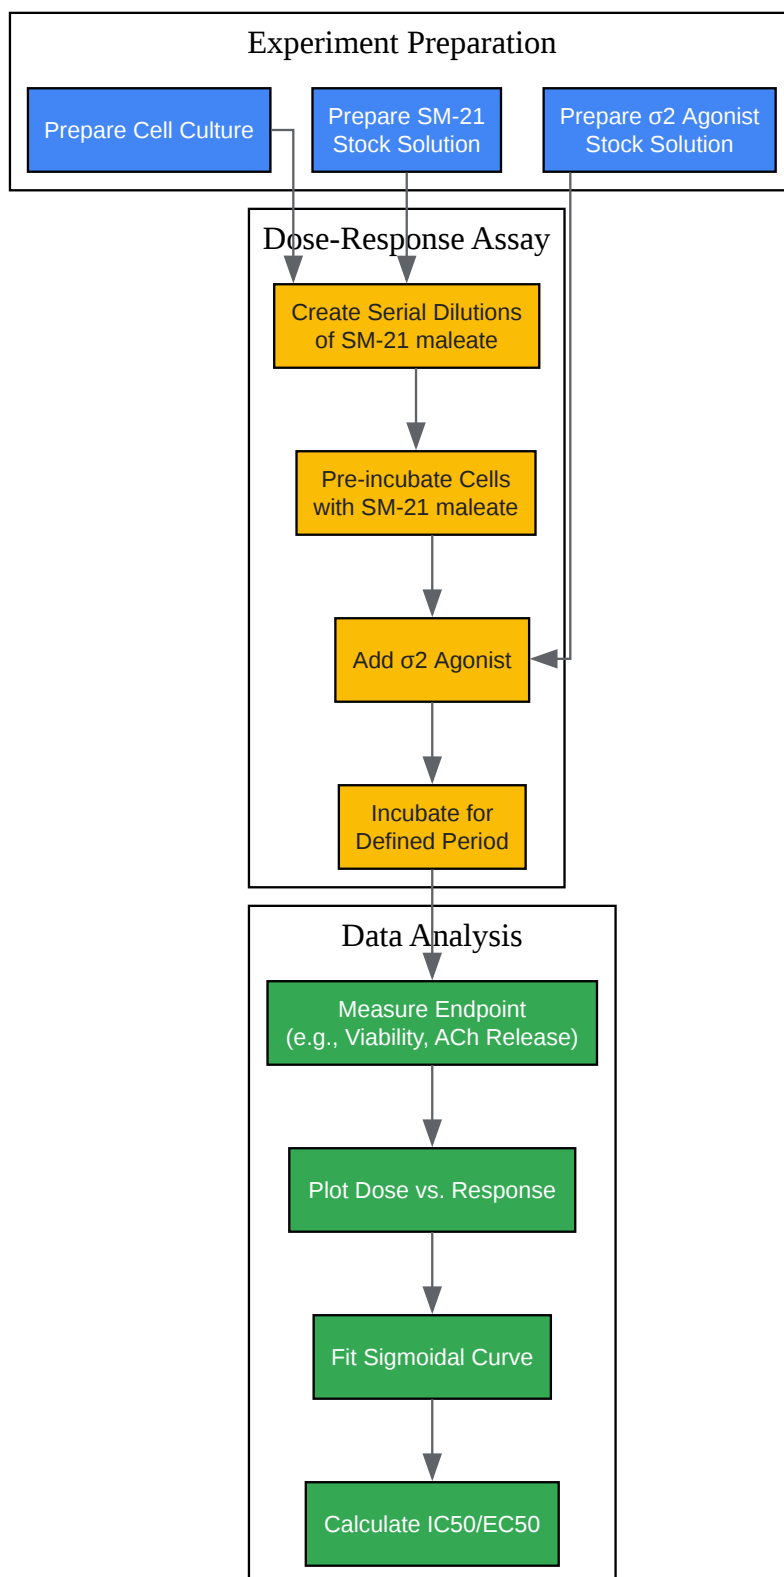 Experiment Preparation
Prepare Cell Culture
Prepare SM-21
Stock Solution
Prepare σ2 Agonist
Stock Solution
Dose-Response Assay
Create Serial Dilutions
of SM-21 maleate
Pre-incubate Cells
with SM-21 maleate
Add σ2 Agonist
Incubate for
Defined Period
Data Analysis
Measure Endpoint
(e.g., Viability, ACh Release)
Plot Dose vs. Response
Fit Sigmoidal Curve
Calculate IC50/EC50